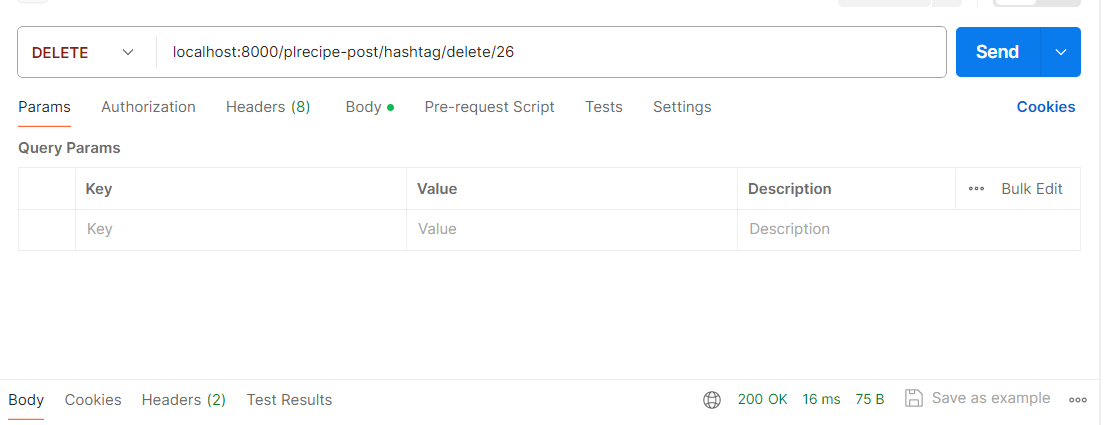 DELETE localhost:8000/plrecipe-post/hashtag/delete/26 Send
Params Authorization Headers (8) Body Pre-request Script Tests Settings Cookies
Query Params
Key Value Description Bulk Edit
Key Value Description
Body Cookies Headers (2) Test Results 200 OK 16 ms 75 B Save as example